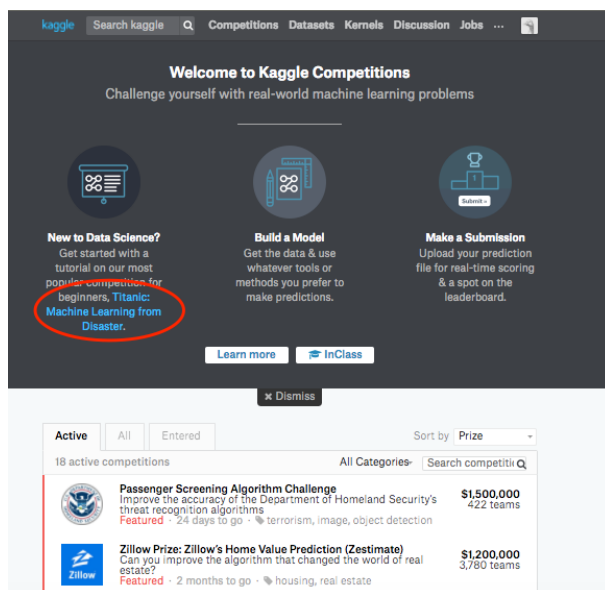 kaggle Search kaggle Competitions Datasets Kernels Discussion Jobs ...
Welcome to Kaggle Competitions
Challenge yourself with real-world machine learning problems
New to Data Science?
Get started with a
tutorial on our most
popular competition for
beginners, Titanic:
Machine Learning from
Disaster.
Build a Model
Get the data & use
whatever tools or
methods you prefer to
make predictions.
1
Submit »
Make a Submission
Upload your prediction
file for real-time scoring
& a spot on the
leaderboard.
Learn more InClass
× Dismiss
Active All Entered Sort by Prize
18 active competitions All Categories Search competiti
Passenger Screening Algorithm Challenge
Improve the accuracy of the Department of Homeland Security's
threat recognition algorithms
Featured · 24 days to go · terrorism, image, object detection
$1,500,000
422 teams
Zillow
Zillow Prize: Zillow's Home Value Prediction (Zestimate)
Can you improve the algorithm that changed the world of real
estate?
Featured · 2 months to go · housing, real estate
$1,200,000
3,780 teams